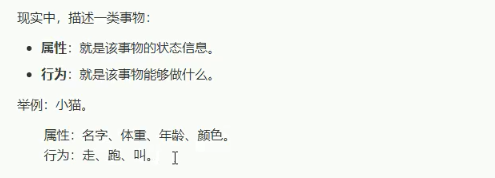 现实中，描述一类事物：
• 属性：就是该事物的状态信息。
• 行为：就是该事物能够做什么。
举例：小猫。
属性：名字、体重、年龄、颜色。
行为：走、跑、叫。